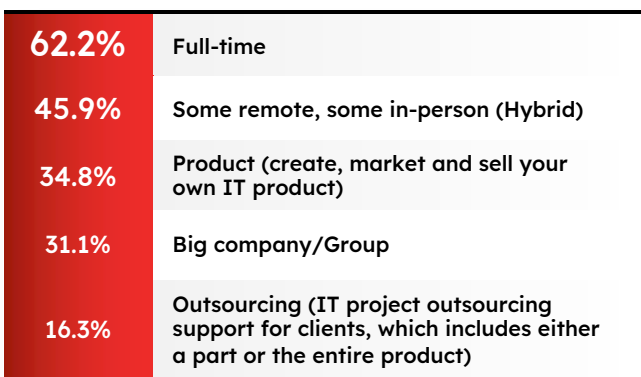 62.2% Full-time
45.9% Some remote, some in-person (Hybrid)
Product (create, market and sell your
34.8%
own IT product)
31.1% Big company/Group
Outsourcing (IT project outsourcing
16.3% support for clients, which includes either
a part or the entire product)